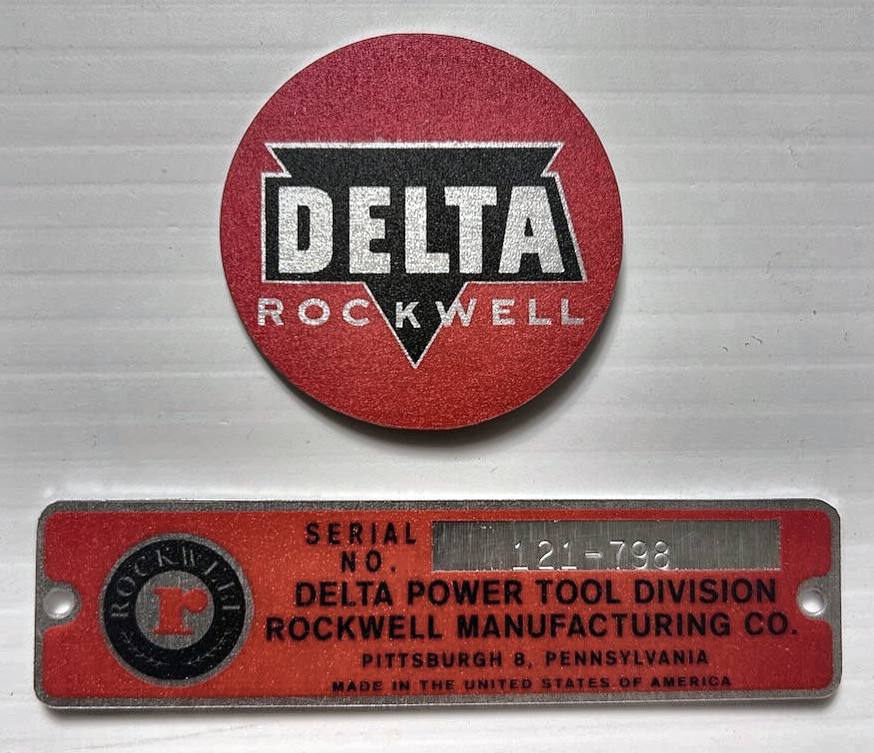 DELTA
ROCKWELL
SERIAL
NO. 121-798
ROCKWELL
r
DELTA POWER TOOL DIVISION
ROCKWELL MANUFACTURING CO.
PITTSBURGH 8, PENNSYLVANIA
MADE IN THE UNITED STATES OF AMERICA